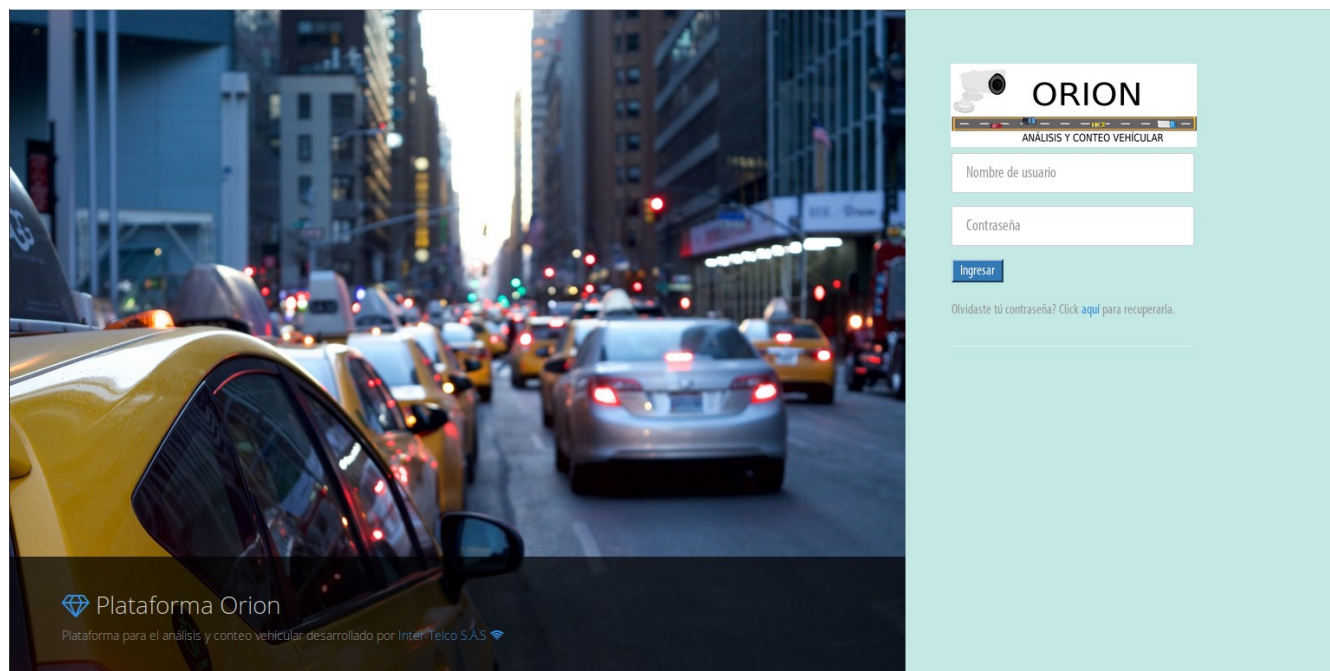 ORION
ANÁLISIS Y CONTEO VEHÍCULAR
Nombre de usuario
Contraseña
Ingresar
Olvidaste tú contraseña? Click aquí para recuperarla.
Plataforma Orion
Plataforma para el análisis y conteo vehicular desarrollado por Inter-Telco S.A.S